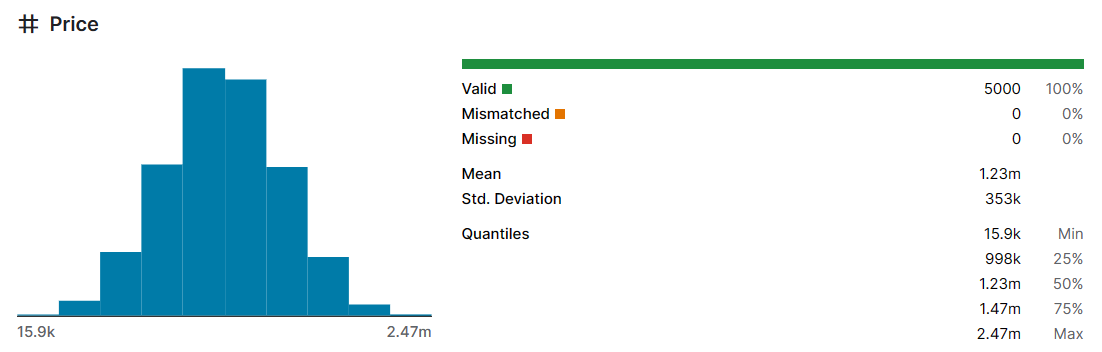 Price
15.9k 2.47m
Valid 5000 100%
Mismatched 0 0%
Missing 0 0%
Mean 1.23m
Std. Deviation 353k
Quantiles 15.9k Min
998k 25%
1.23m 50%
1.47m 75%
2.47m Max